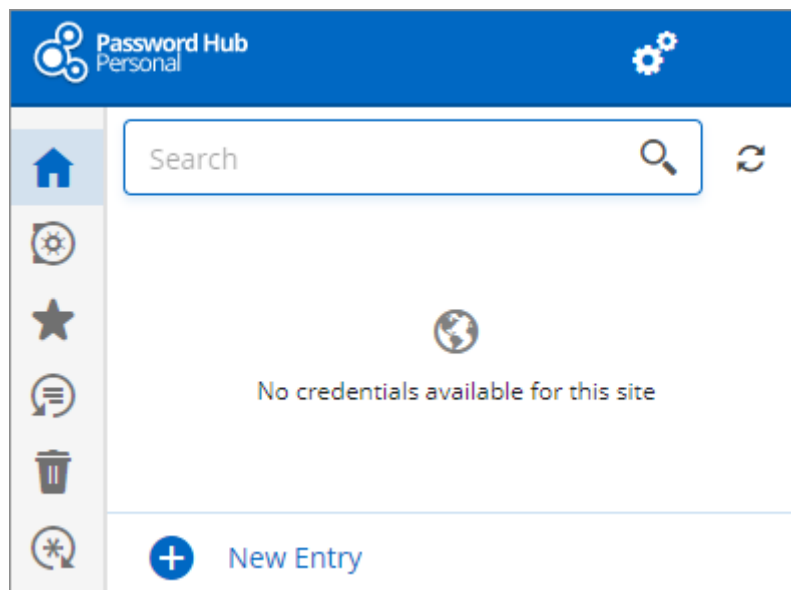 Password Hub
Personal
Search
No credentials available for this site
New Entry